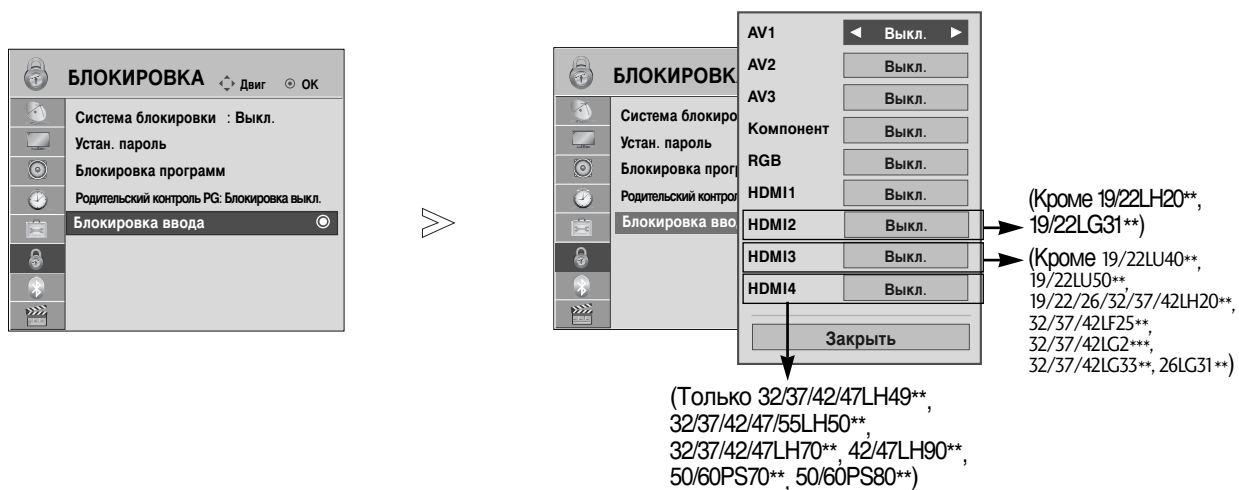 БЛОКИРОВКА Двиг ОК
Система блокировки : Выкл.
Устан. пароль
Блокировка программ
Родительский контроль PG: Блокировка выкл.
Блокировка ввода
БЛОКИРОВК
Система блокиро
Устан. пароль
Блокировка прогр
Родительский контрол
Блокировка вво
AV1 ◄ Выкл. ►
AV2 Выкл.
AV3 Выкл.
Компонент Выкл.
RGB Выкл.
HDMI1 Выкл.
HDMI2 Выкл.
HDMI3 Выкл.
HDMI4 Выкл.
Закрыть
(Кроме 19/22LH20**,
19/22LG31**)
(Кроме 19/22LU40**,
19/22LU50**,
19/22/26/32/37/42LH20**,
32/37/42LF25**,
32/37/42LG2***,
32/37/42LG33**, 26LG31**)
(Только 32/37/42/47LH49**,
32/37/42/47/55LH50**,
32/37/42/47LH70**, 42/47LH90**,
50/60PS70**, 50/60PS80**)